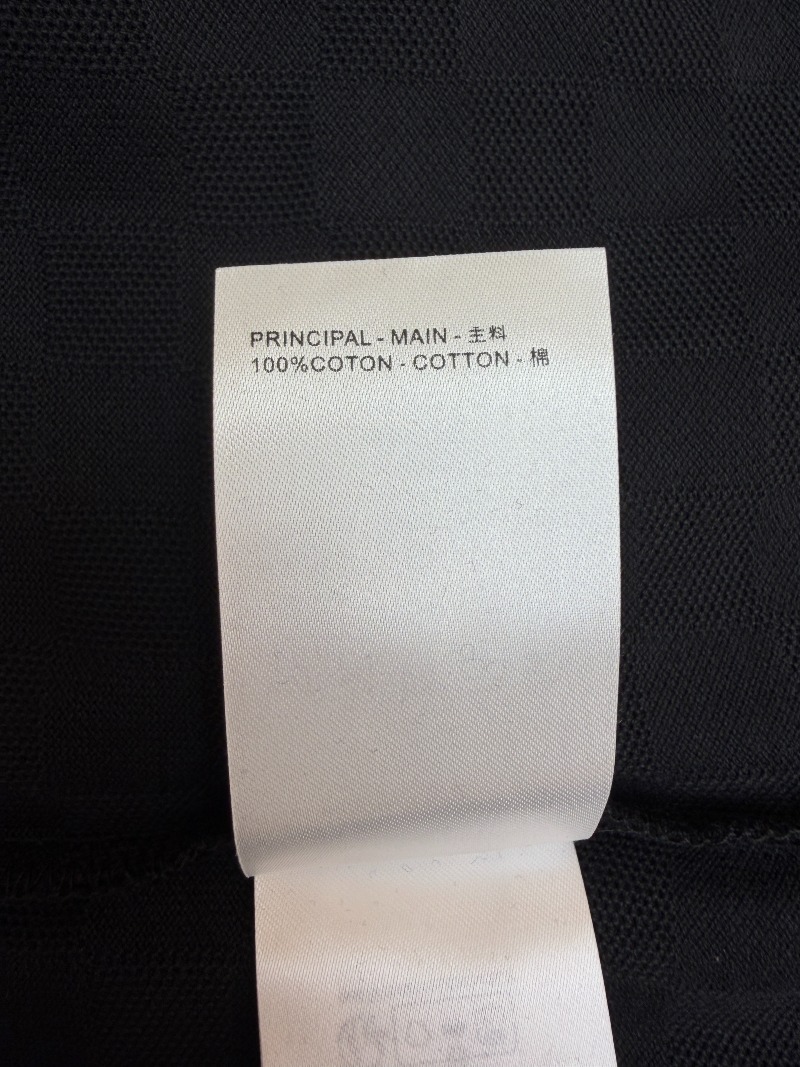 PRINCIPAL - MAIN - 主料
100%COTON - COTTON - 棉